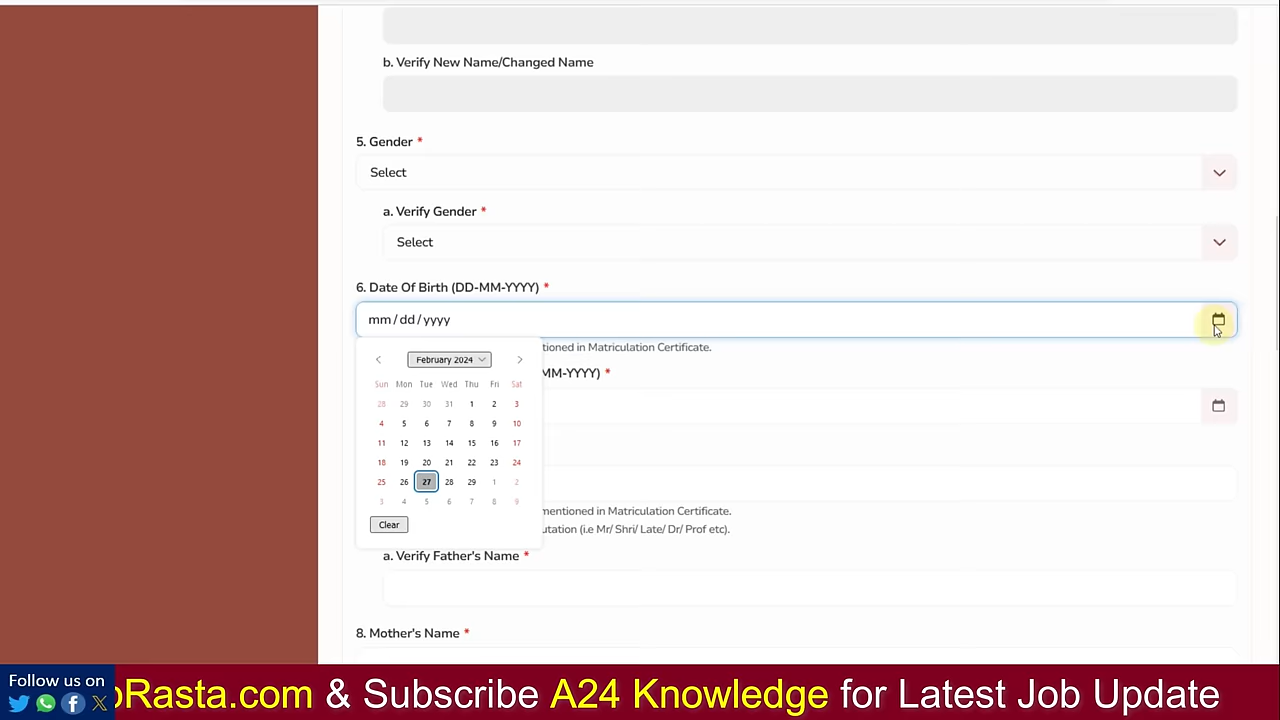 b. Verify New Name/Changed Name
5. Gender *
Select
a. Verify Gender *
Select
6. Date Of Birth (DD-MM-YYYY) *
mm/dd/yyyy
tioned in Matriculation Certificate.
February 2024
MM-YYYY) *
Sun Mon Tue Wed Thu Fri Sat
28 29 30 31 1 2 3
4 5 6 7 8 9 10
11 12 13 14 15 16 17
18 19 20 21 22 23 24
25 26 27 28 29 1 2
3 4 5 6 7 8 9
mentioned in Matriculation Certificate.
Clear
utation (i.e Mr/ Shri/ Late/ Dr/ Prof etc).
a. Verify Father's Name *
8. Mother's Name *
Follow us on
oRasta.com & Subscribe A24 Knowledge for Latest Job Update